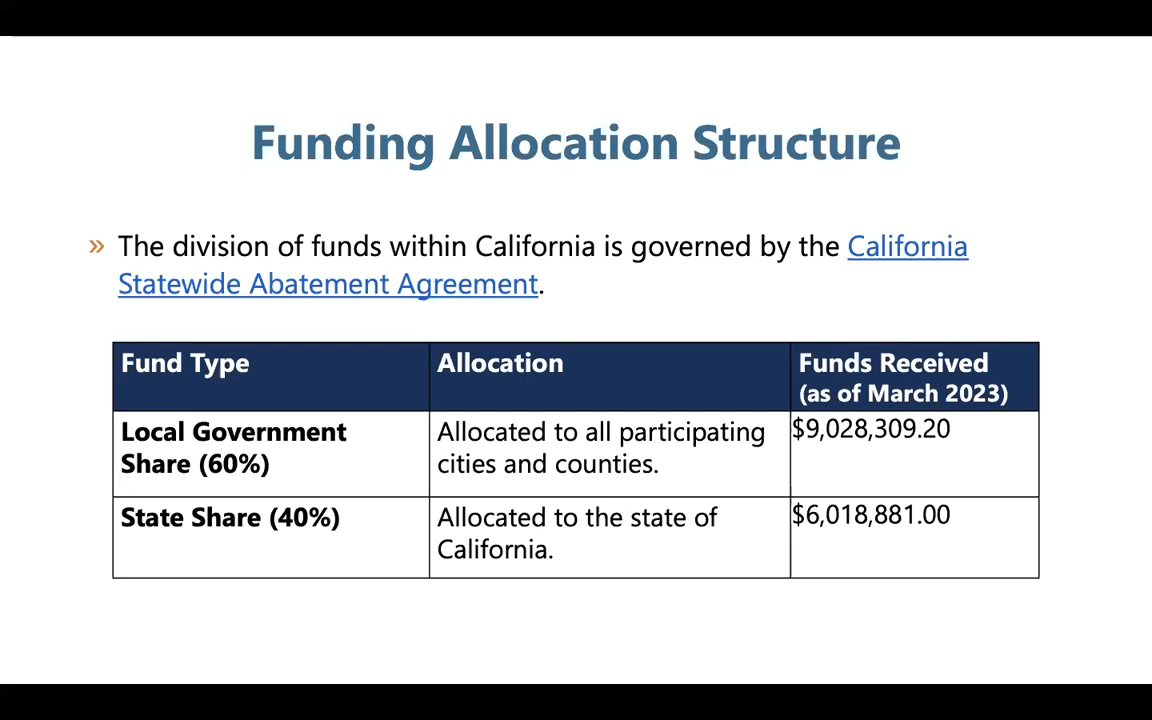 Funding Allocation Structure
» The division of funds within California is governed by the California
Statewide Abatement Agreement.
Fund Type
Allocation
Funds Received
(as of March 2023)
Local Government
Share (60%)
Allocated to all participating
cities and counties.
$9,028,309.20
State Share (40%)
Allocated to the state of
California.
$6,018,881.00